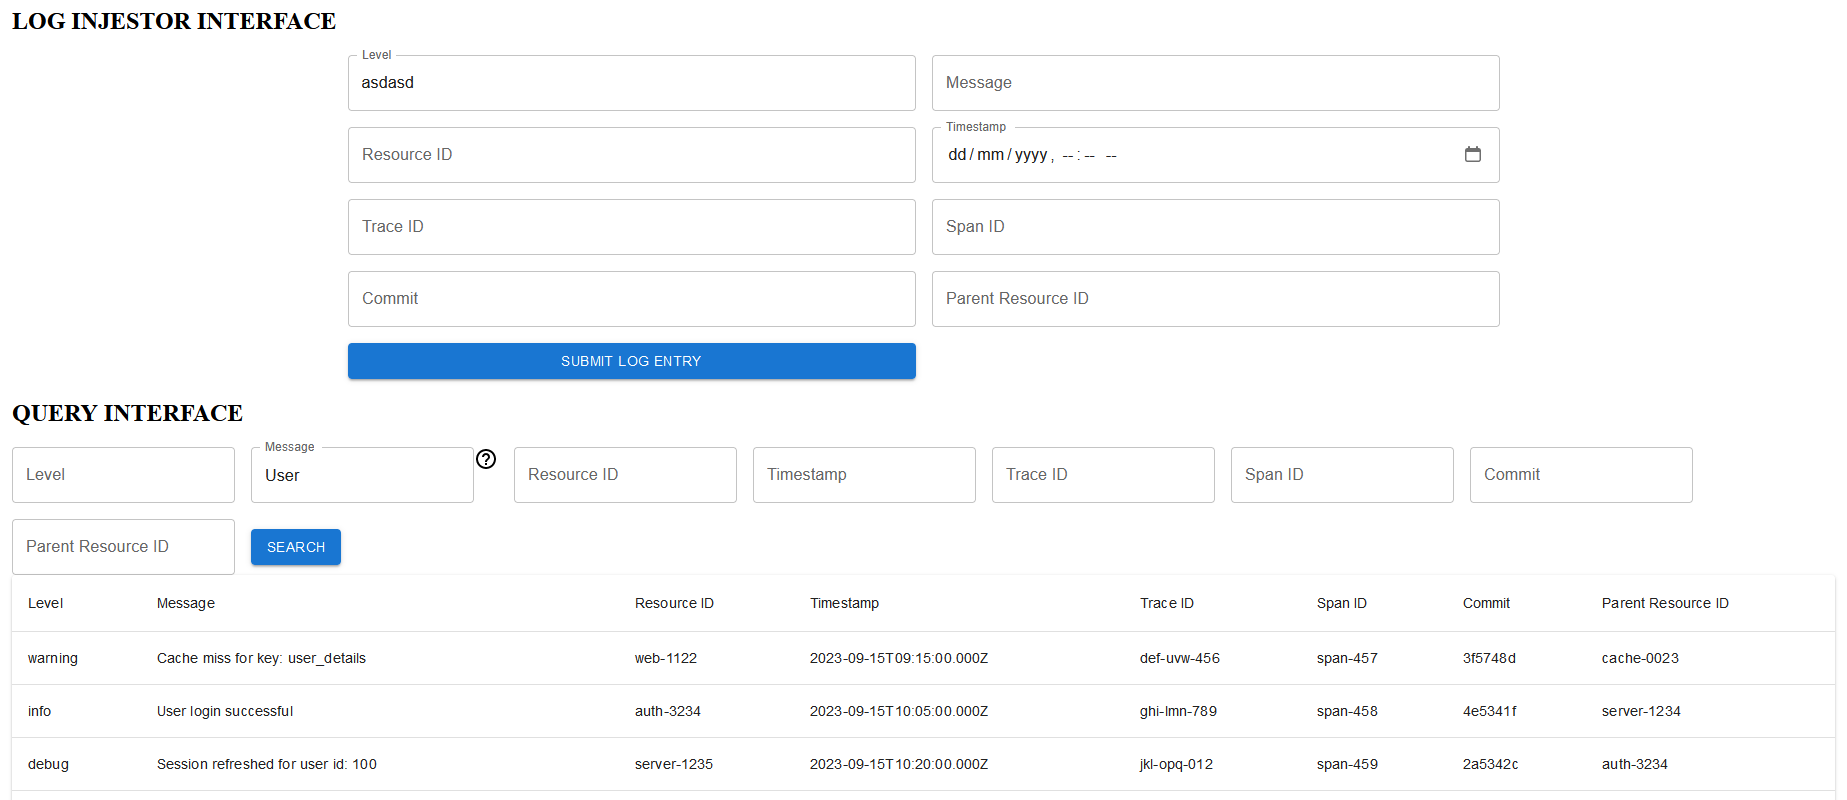 LOG INJESTOR INTERFACE
Level
asdasd
Message
Resource ID
Timestamp
dd/mm/yyyy, --:-- --
Trace ID
Span ID
Commit
Parent Resource ID
SUBMIT LOG ENTRY
QUERY INTERFACE
Level
Message
User
Resource ID
Timestamp
Trace ID
Span ID
Commit
Parent Resource ID
SEARCH
Level Message Resource ID Timestamp Trace ID Span ID Commit Parent Resource ID
warning Cache miss for key: user_details web-1122 2023-09-15T09:15:00.000Z def-uvw-456 span-457 3f5748d cache-0023
info User login successful auth-3234 2023-09-15T10:05:00.000Z ghi-lmn-789 span-458 4e5341f server-1234
debug Session refreshed for user id: 100 server-1235 2023-09-15T10:20:00.000Z jkl-opq-012 span-459 2a5342c auth-3234